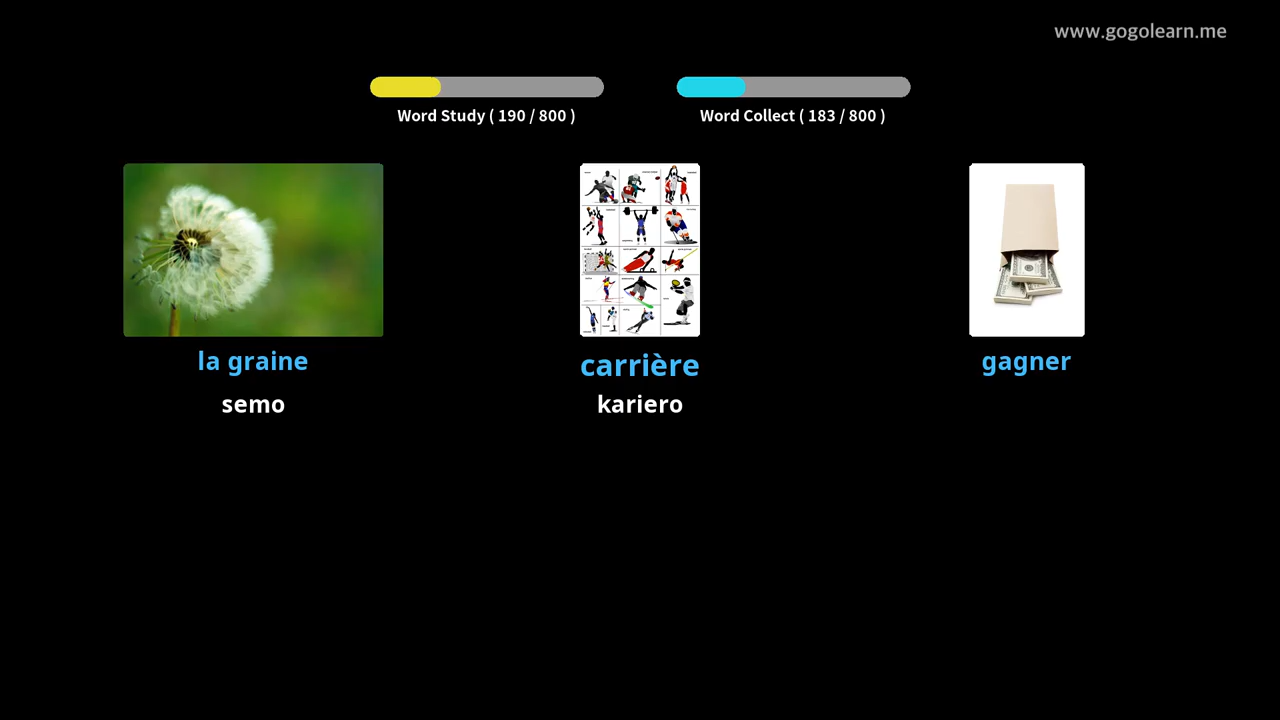 www.gogolearn.me
Word Study ( 190 / 800 )
Word Collect ( 183 / 800 )
la graine
carrière
gagner
semo
kariero